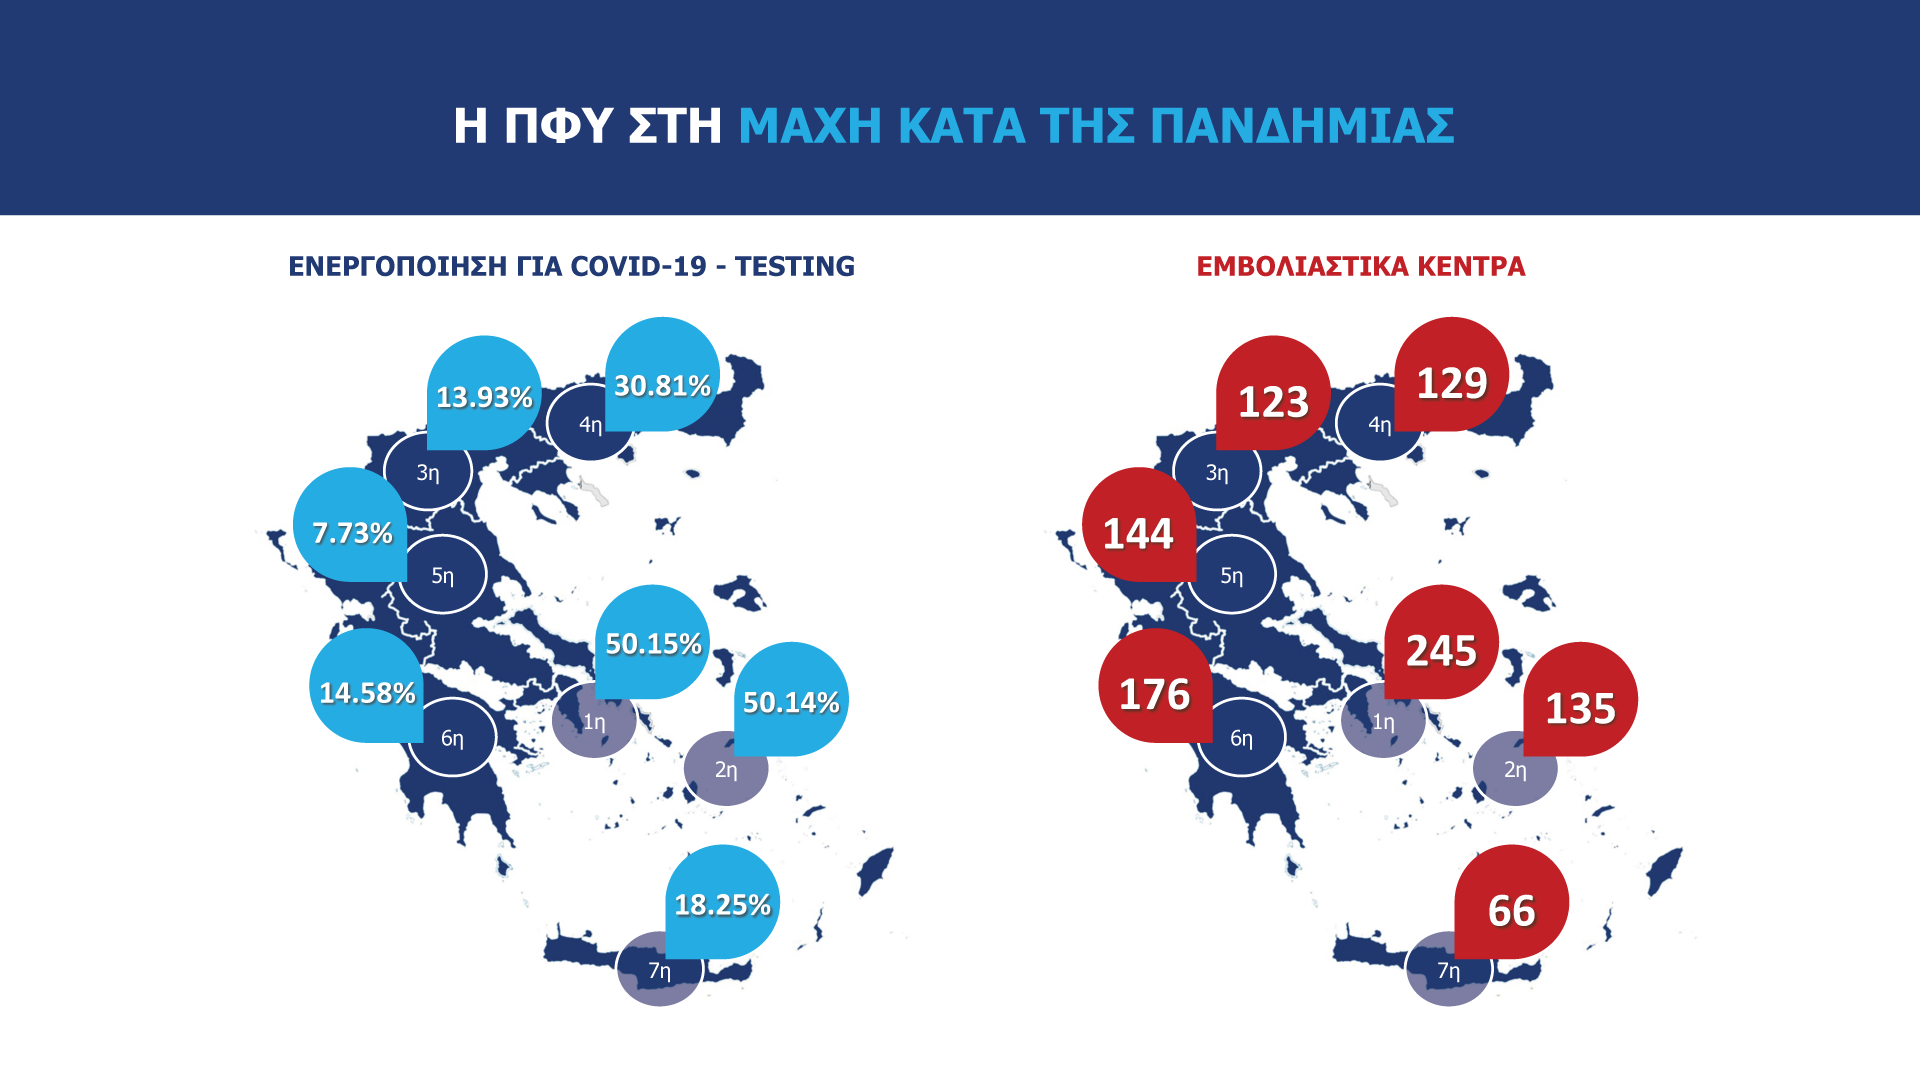 Η ΠΦΥ ΣΤΗ ΜΑΧΗ ΚΑΤΑ ΤΗΣ ΠΑΝΔΗΜΙΑΣ
ΕΝΕΡΓΟΠΟΙΗΣΗ ΓΙΑ COVID-19 - TESTING
30.81%
13.93%
4η
3η
7.73%
5η
50.15%
14.58%
50.14%
1η
6η
2η
18.25%
7η
ΕΜΒΟΛΙΑΣΤΙΚΑ ΚΕΝΤΡΑ
129
123
4η
3η
144
5η
245
176
135
1η
6η
2η
66
7η